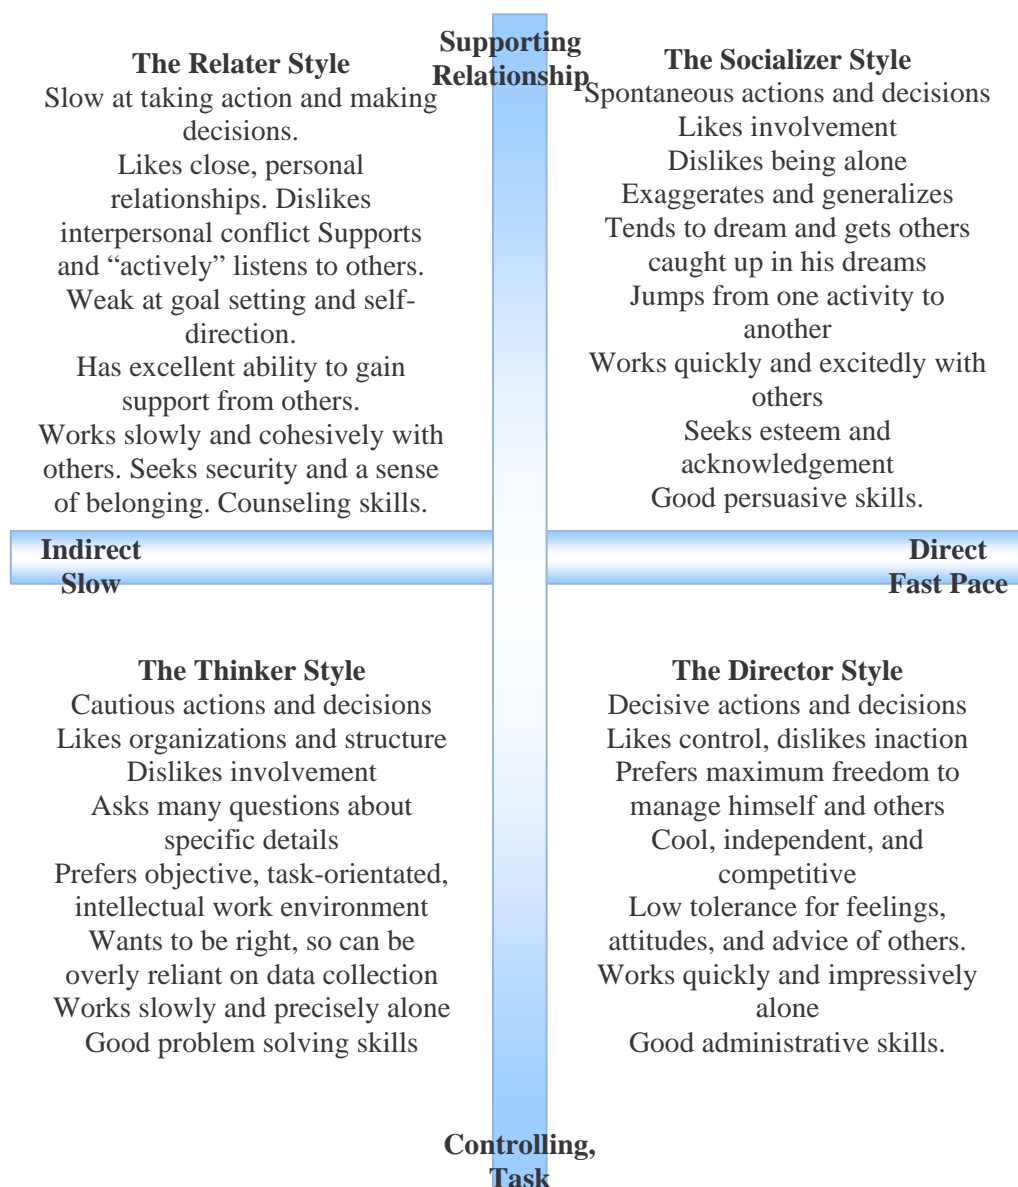 Supporting
Relationship
The Relater Style
Slow at taking action and making
decisions.
Likes close, personal
relationships. Dislikes
interpersonal conflict Supports
and “actively” listens to others.
Weak at goal setting and self-
direction.
Has excellent ability to gain
support from others.
Works slowly and cohesively with
others. Seeks security and a sense
of belonging. Counseling skills.
The Socializer Style
Spontaneous actions and decisions
Likes involvement
Dislikes being alone
Exaggerates and generalizes
Tends to dream and gets others
caught up in his dreams
Jumps from one activity to
another
Works quickly and excitedly with
others
Seeks esteem and
acknowledgement
Good persuasive skills.
Indirect
Slow
Direct
Fast Pace
The Thinker Style
Cautious actions and decisions
Likes organizations and structure
Dislikes involvement
Asks many questions about
specific details
Prefers objective, task-orientated,
intellectual work environment
Wants to be right, so can be
overly reliant on data collection
Works slowly and precisely alone
Good problem solving skills
The Director Style
Decisive actions and decisions
Likes control, dislikes inaction
Prefers maximum freedom to
manage himself and others
Cool, independent, and
competitive
Low tolerance for feelings,
attitudes, and advice of others.
Works quickly and impressively
alone
Good administrative skills.
Controlling,
Task